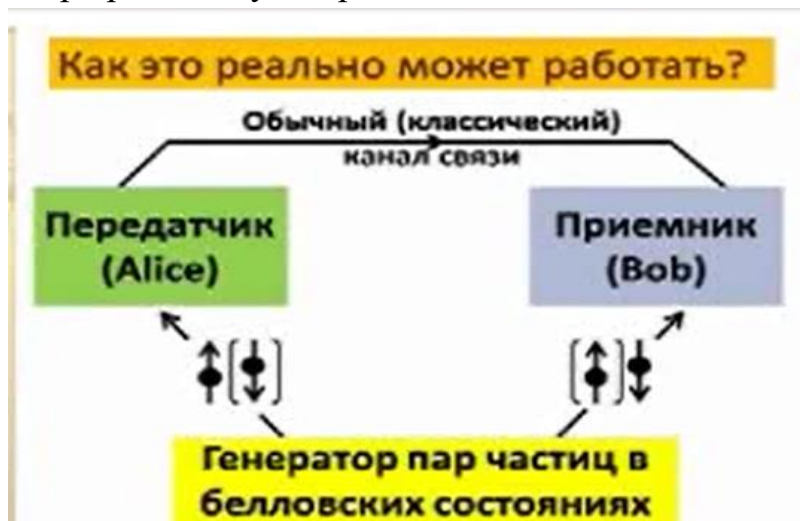 Как это реально может работать?
Обычный (классический)
канал связи
Передатчик
(Alice)
Приемник
(Bob)
Генератор пар частиц в
белловских состояниях